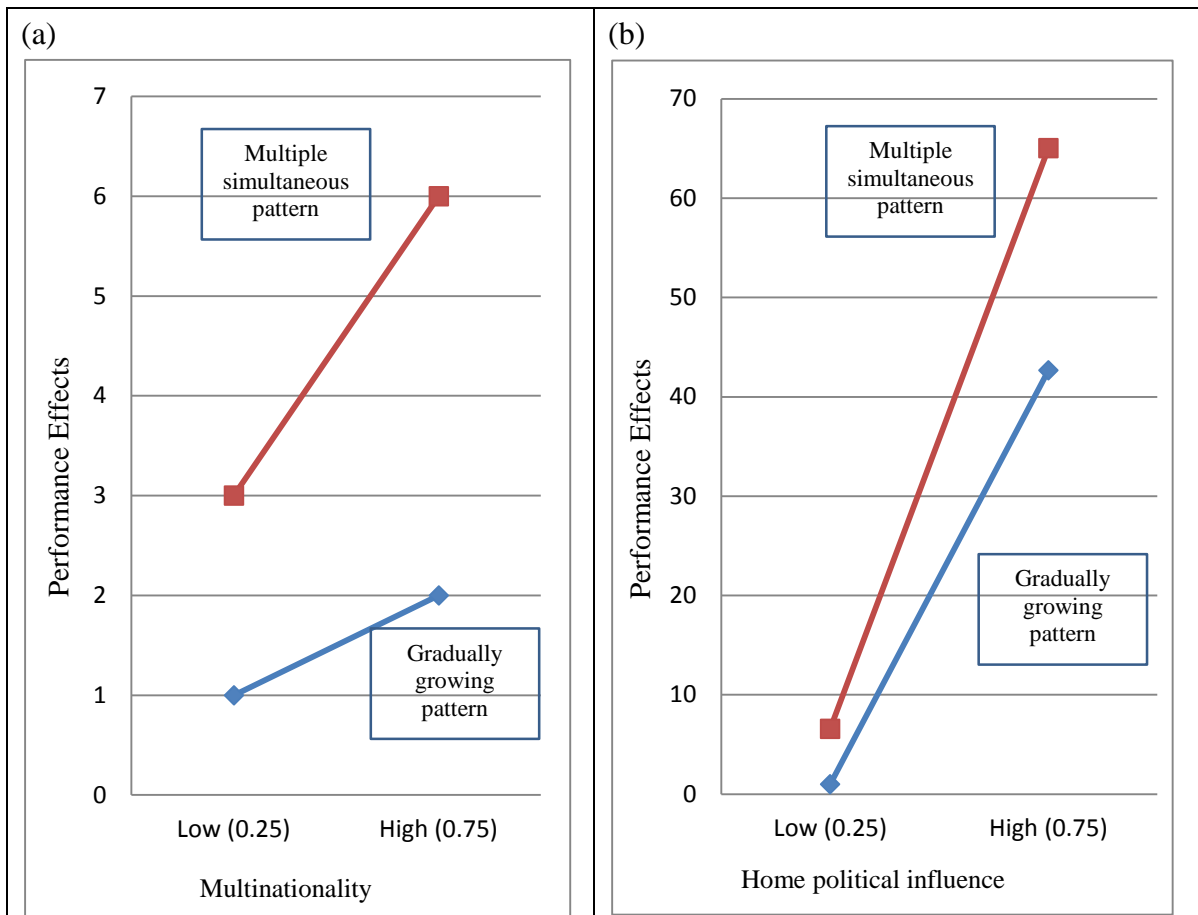 (a)
7
6
5
4
3
2
1
0
Performance Effects
Multiple
simultaneous
pattern
Gradually
growing
pattern
Low (0.25)
High (0.75)
Multinationality
(b)
70
60
50
40
30
20
10
0
Performance Effects
Multiple
simultaneous
pattern
Gradually
growing
pattern
Low (0.25)
High (0.75)
Home political influence